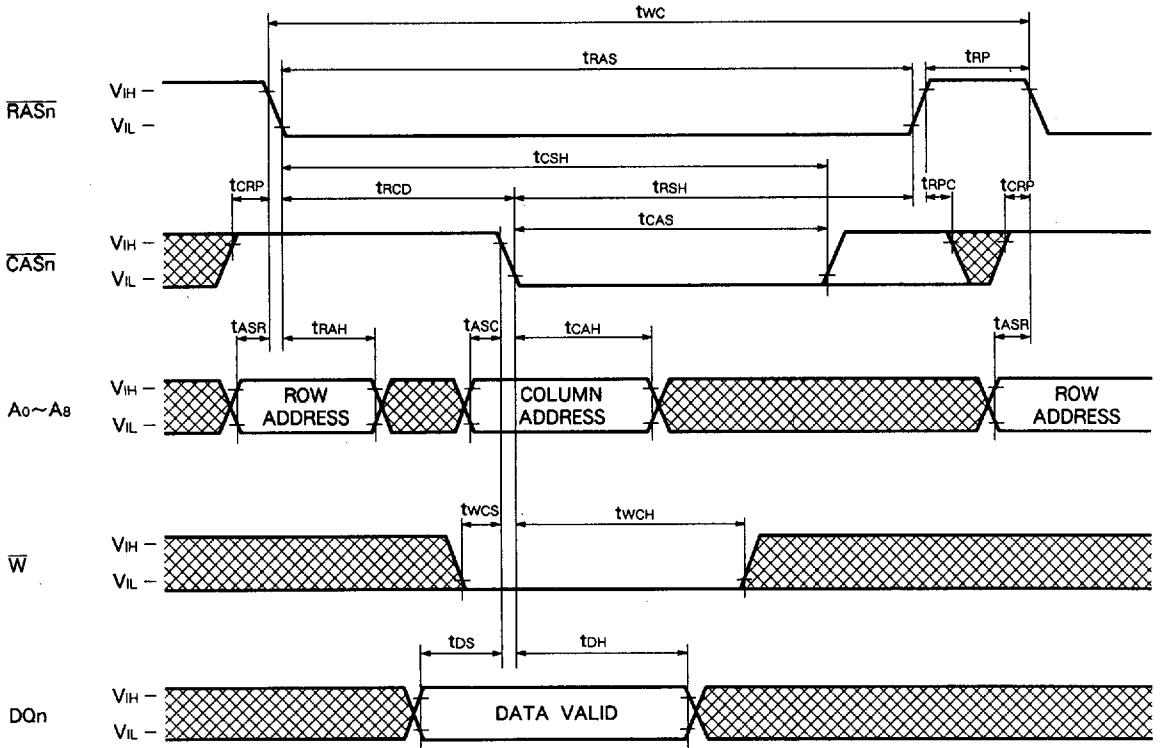 tWC
tRAS
tRP
RASn
VIH
VIL
tCSH
tCRP
tRCD
tRSH
tRPC
tCRP
tCAS
CASn
VIH
VIL
tASR
tRAH
tASC
tCAH
tASR
A0~A8
VIH
VIL
ROW
ADDRESS
COLUMN
ADDRESS
ROW
ADDRESS
tWCS
tWCH
W
VIH
VIL
tDS
tDH
DQn
VIH
VIL
DATA VALID